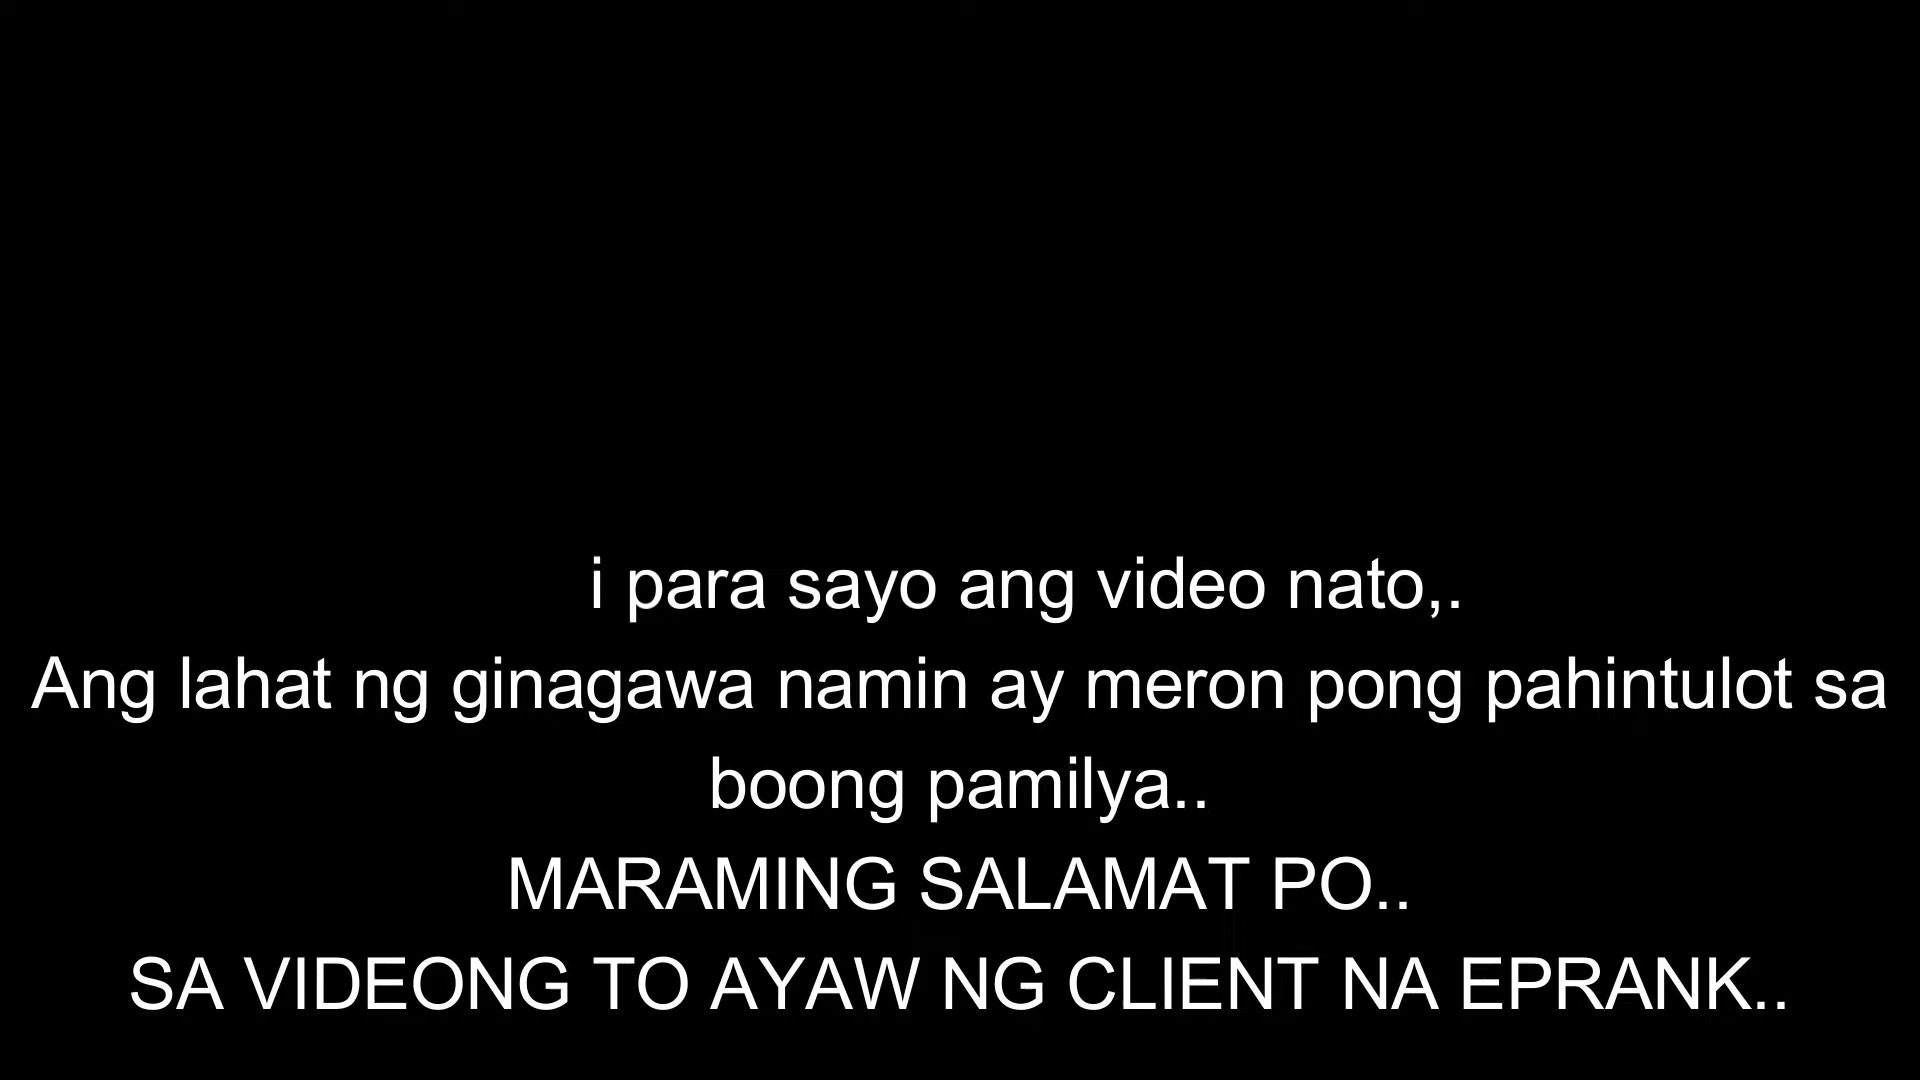 i para sayo ang video nato,.
Ang lahat ng ginagawa namin ay meron pong pahintulot sa
boong pamilya..
MARAMING SALAMAT PO..
SA VIDEONG TO AYAW NG CLIENT NA EPRANK..